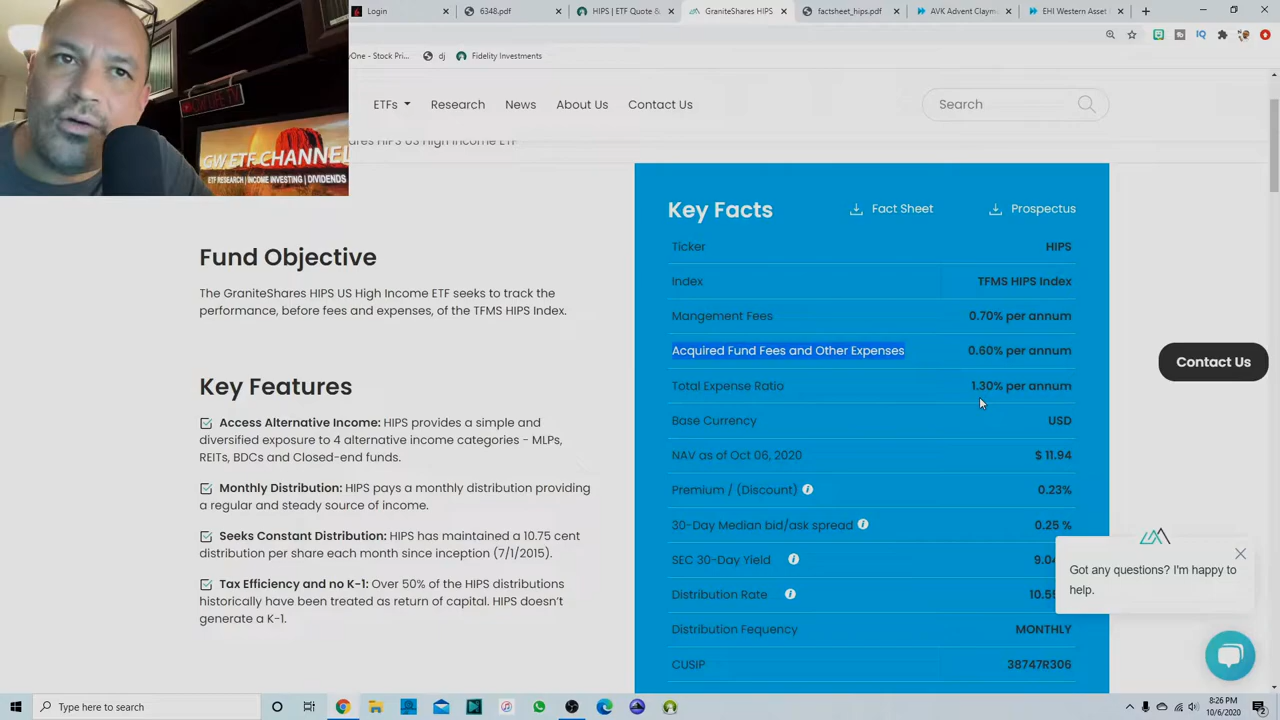 Login
6348.pdf
HIPS | ETF Quote &
GraniteShares HIPS
factsheet_hips.pdf
AVK Advent Claym
EHI Western Asset
yOne - Stock Pri...
dj
Fidelity Investments
ETFs
Research
News
About Us
Contact Us
Search
ares HIPS US High Income ETF
CW ETF CHANNEL
ETF RESEARCH | INCOME INVESTING | DIVIDENDS
Fund Objective
The GraniteShares HIPS US High Income ETF seeks to track the
performance, before fees and expenses, of the TFMS HIPS Index.
Key Features
Access Alternative Income: HIPS provides a simple and
diversified exposure to 4 alternative income categories - MLPs,
REITs, BDCs and Closed-end funds.
Monthly Distribution: HIPS pays a monthly distribution providing
a regular and steady source of income.
Seeks Constant Distribution: HIPS has maintained a 10.75 cent
distribution per share each month since inception (7/1/2015).
Tax Efficiency and no K-1: Over 50% of the HIPS distributions
historically have been treated as return of capital. HIPS doesn't
generate a K-1.
Key Facts
Fact Sheet
Prospectus
Ticker HIPS
Index TFMS HIPS Index
Mangement Fees 0.70% per annum
Acquired Fund Fees and Other Expenses 0.60% per annum
Total Expense Ratio 1.30% per annum
Base Currency USD
NAV as of Oct 06, 2020 $ 11.94
Premium / (Discount) 0.23%
30-Day Median bid/ask spread 0.25 %
SEC 30-Day Yield 9.04
Distribution Rate 10.55
Distribution Fequency MONTHLY
CUSIP 38747R306
Contact Us
Got any questions? I'm happy to
help.
Type here to search
8:26 PM
10/6/2020
2